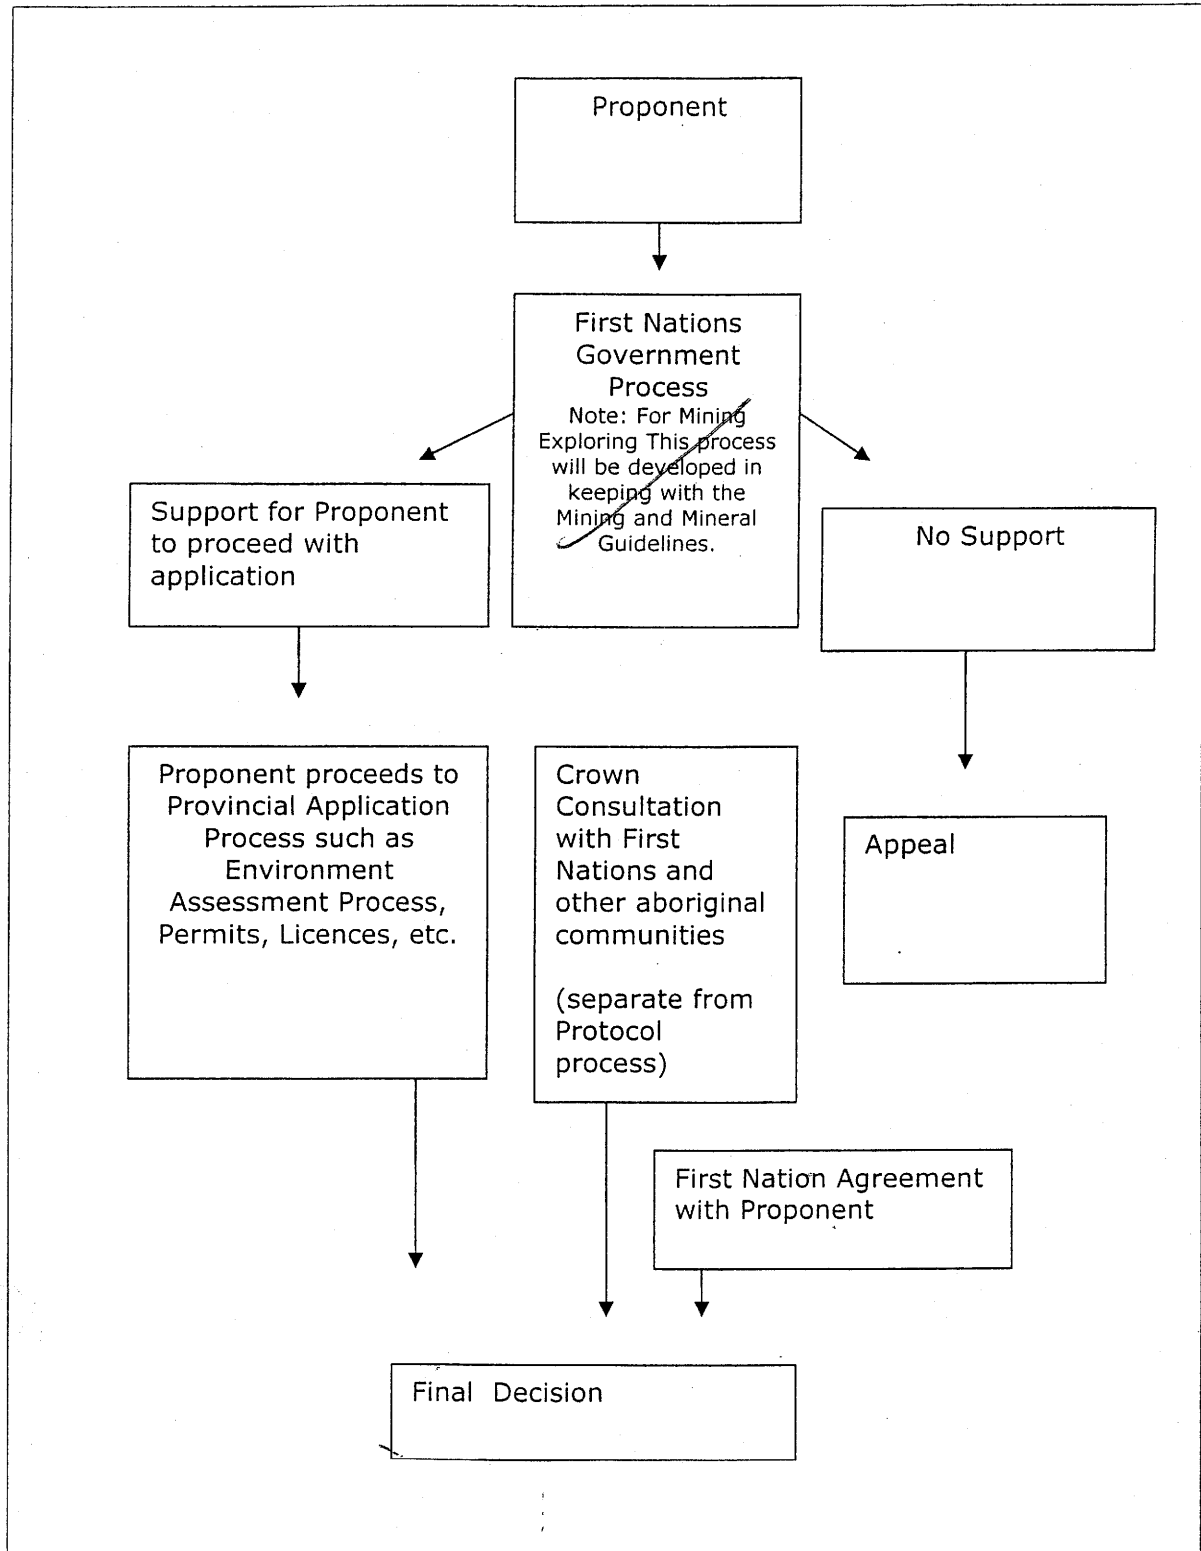 Proponent
First Nations
Government
Process
Note: For Mining
Exploring This process
will be developed in
keeping with the
Mining and Mineral
Guidelines.
Support for Proponent
to proceed with
application
No Support
Proponent proceeds to
Provincial Application
Process such as
Environment
Assessment Process,
Permits, Licences, etc.
Crown
Consultation
with First
Nations and
other aboriginal
communities
(separate from
Protocol
process)
Appeal
First Nation Agreement
with Proponent
Final Decision